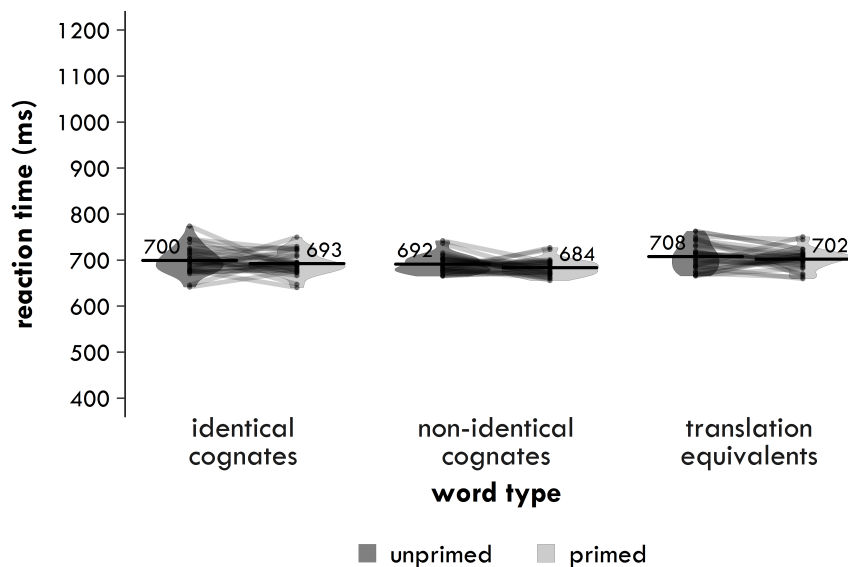 reaction time (ms)
1200
1100
1000
900
800
700
600
500
400
700
693
692
684
708
702
identical
cognates
non-identical
cognates
translation
equivalents
word type
unprimed
primed